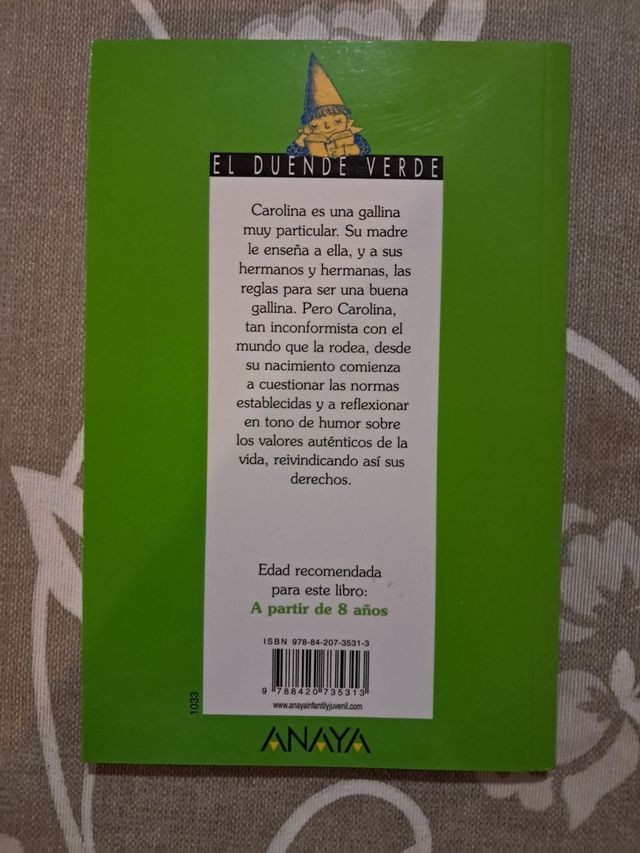 EL DUENDE VERDE
Carolina es una gallina
muy particular. Su madre
le enseña a ella, y a sus
hermanos y hermanas, las
reglas para ser una buena
gallina. Pero Carolina,
tan inconformista con el
mundo que la rodea, desde
su nacimiento comienza
a cuestionar las normas
establecidas y a reflexionar
en tono de humor sobre
los valores auténticos de la
vida, reivindicando así sus
derechos.
Edad recomendada
para este libro:
A partir de 8 años
ISBN 978-84-207-3531-3
9 788420 735313
www.anayainfantilyjuvenil.com
1033
ANAYA